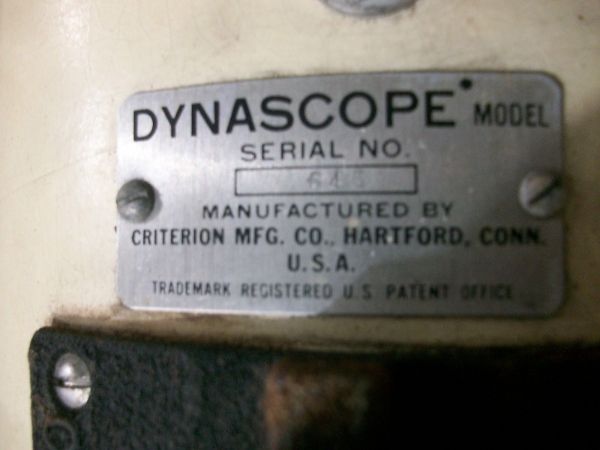 DYNASCOPE MODEL
SERIAL NO.
MANUFACTURED BY
CRITERION MFG. CO., HARTFORD, CONN.
U.S.A.
TRADEMARK REGISTERED U.S. PATENT OFFICE